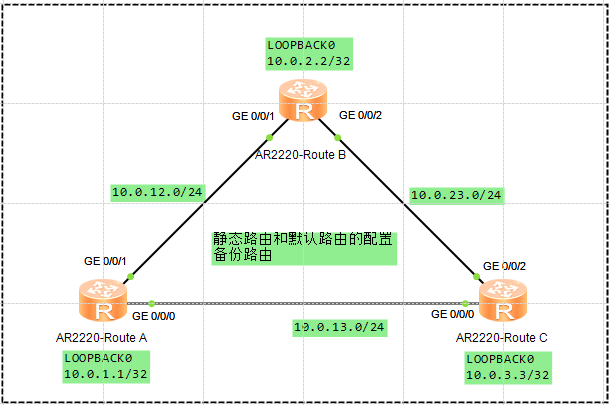 LOOPBACK0
10.0.2.2/32
GE 0/0/1
GE 0/0/2
R
AR2220-Route B
10.0.12.0/24
10.0.23.0/24
静态路由和默认路由的配置
备份路由
GE 0/0/1
GE 0/0/2
R
GE 0/0/0
GE 0/0/0
R
10.0.13.0/24
AR2220-Route A
AR2220-Route C
LOOPBACK0
10.0.1.1/32
LOOPBACK0
10.0.3.3/32